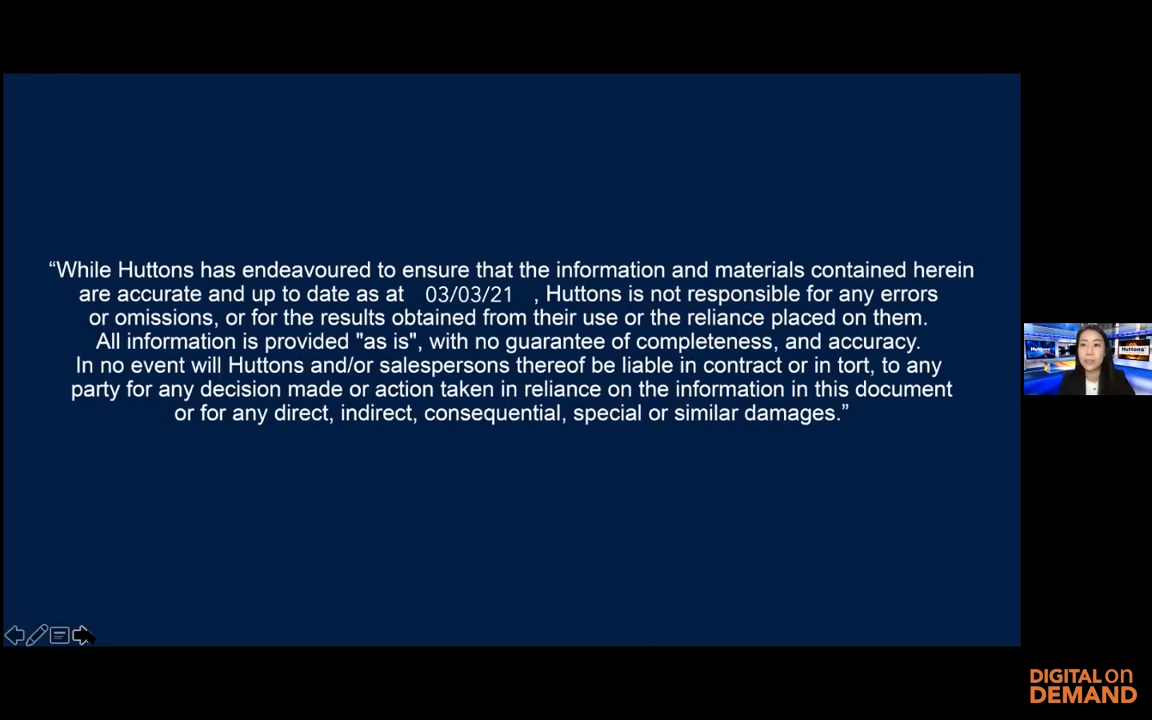 “While Huttons has endeavoured to ensure that the information and materials contained herein
are accurate and up to date as at 03/03/21 , Huttons is not responsible for any errors
or omissions, or for the results obtained from their use or the reliance placed on them.
All information is provided "as is", with no guarantee of completeness, and accuracy.
In no event will Huttons and/or salespersons thereof be liable in contract or in tort, to any
party for any decision made or action taken in reliance on the information in this document
or for any direct, indirect, consequential, special or similar damages.”
Huttons
Huttons
DIGITAL on
DEMAND